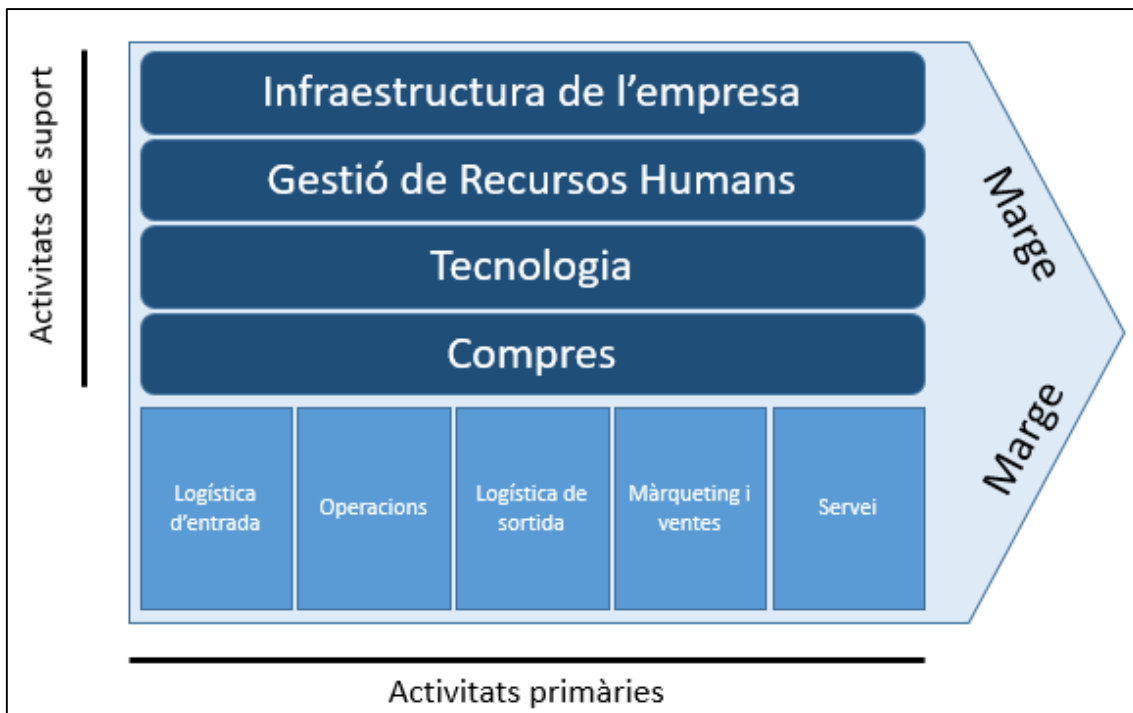 Activitats de suport
Infraestructura de l'empresa
Gestió de Recursos Humans
Tecnologia
Compres
Marge
Marge
Logística
d'entrada
Operacions
Logística de
sortida
Màrqueting i
ventes
Servei
Activitats primàries